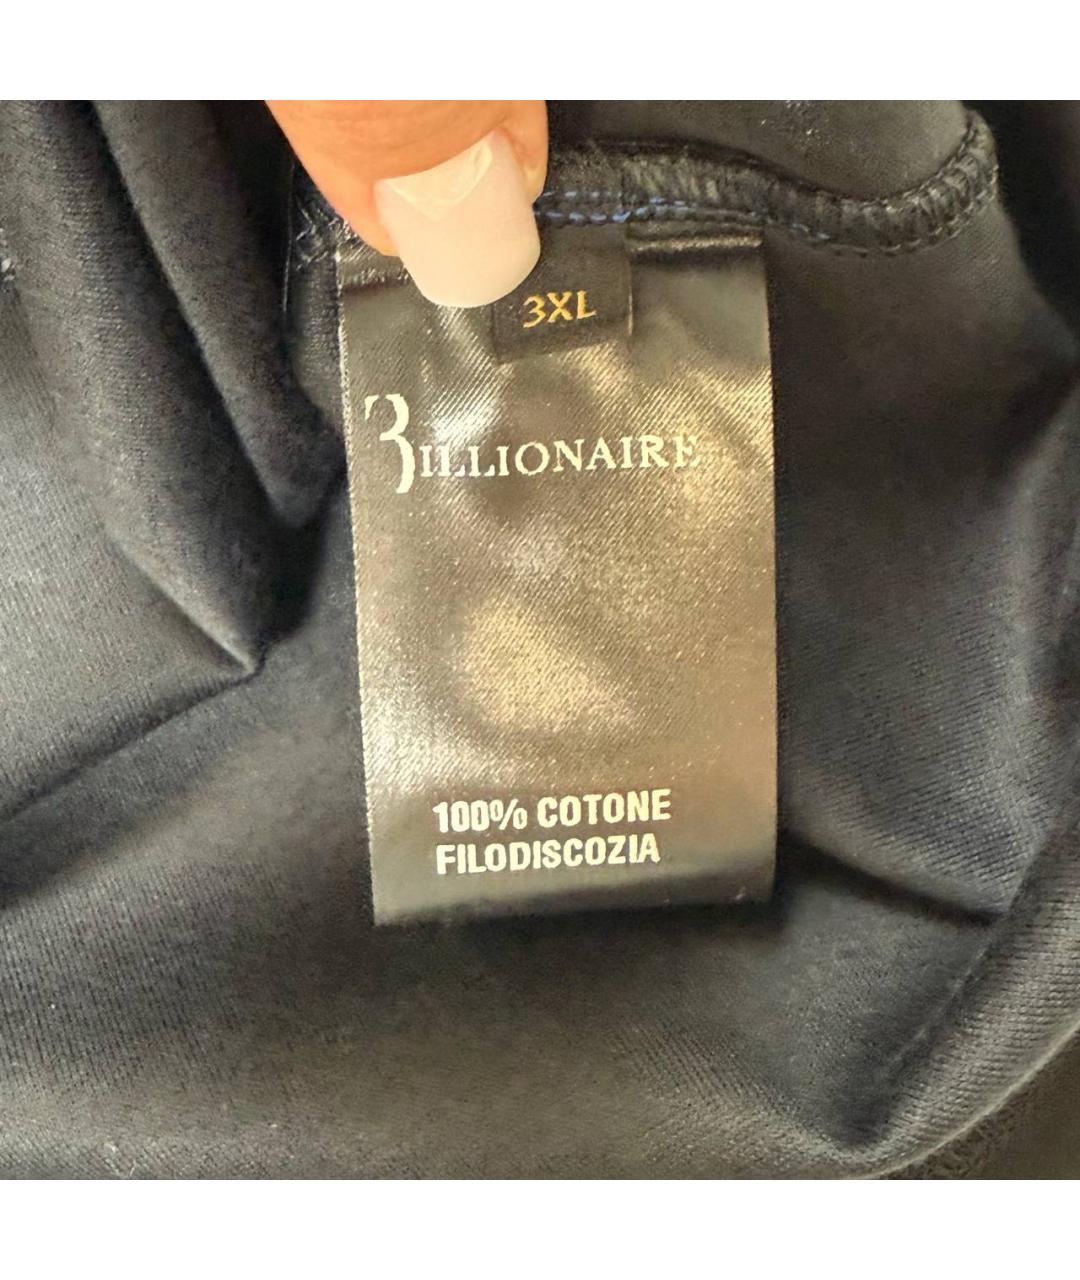 3XL
BILLIONAIRE
100% COTONE
FILODISCOZIA